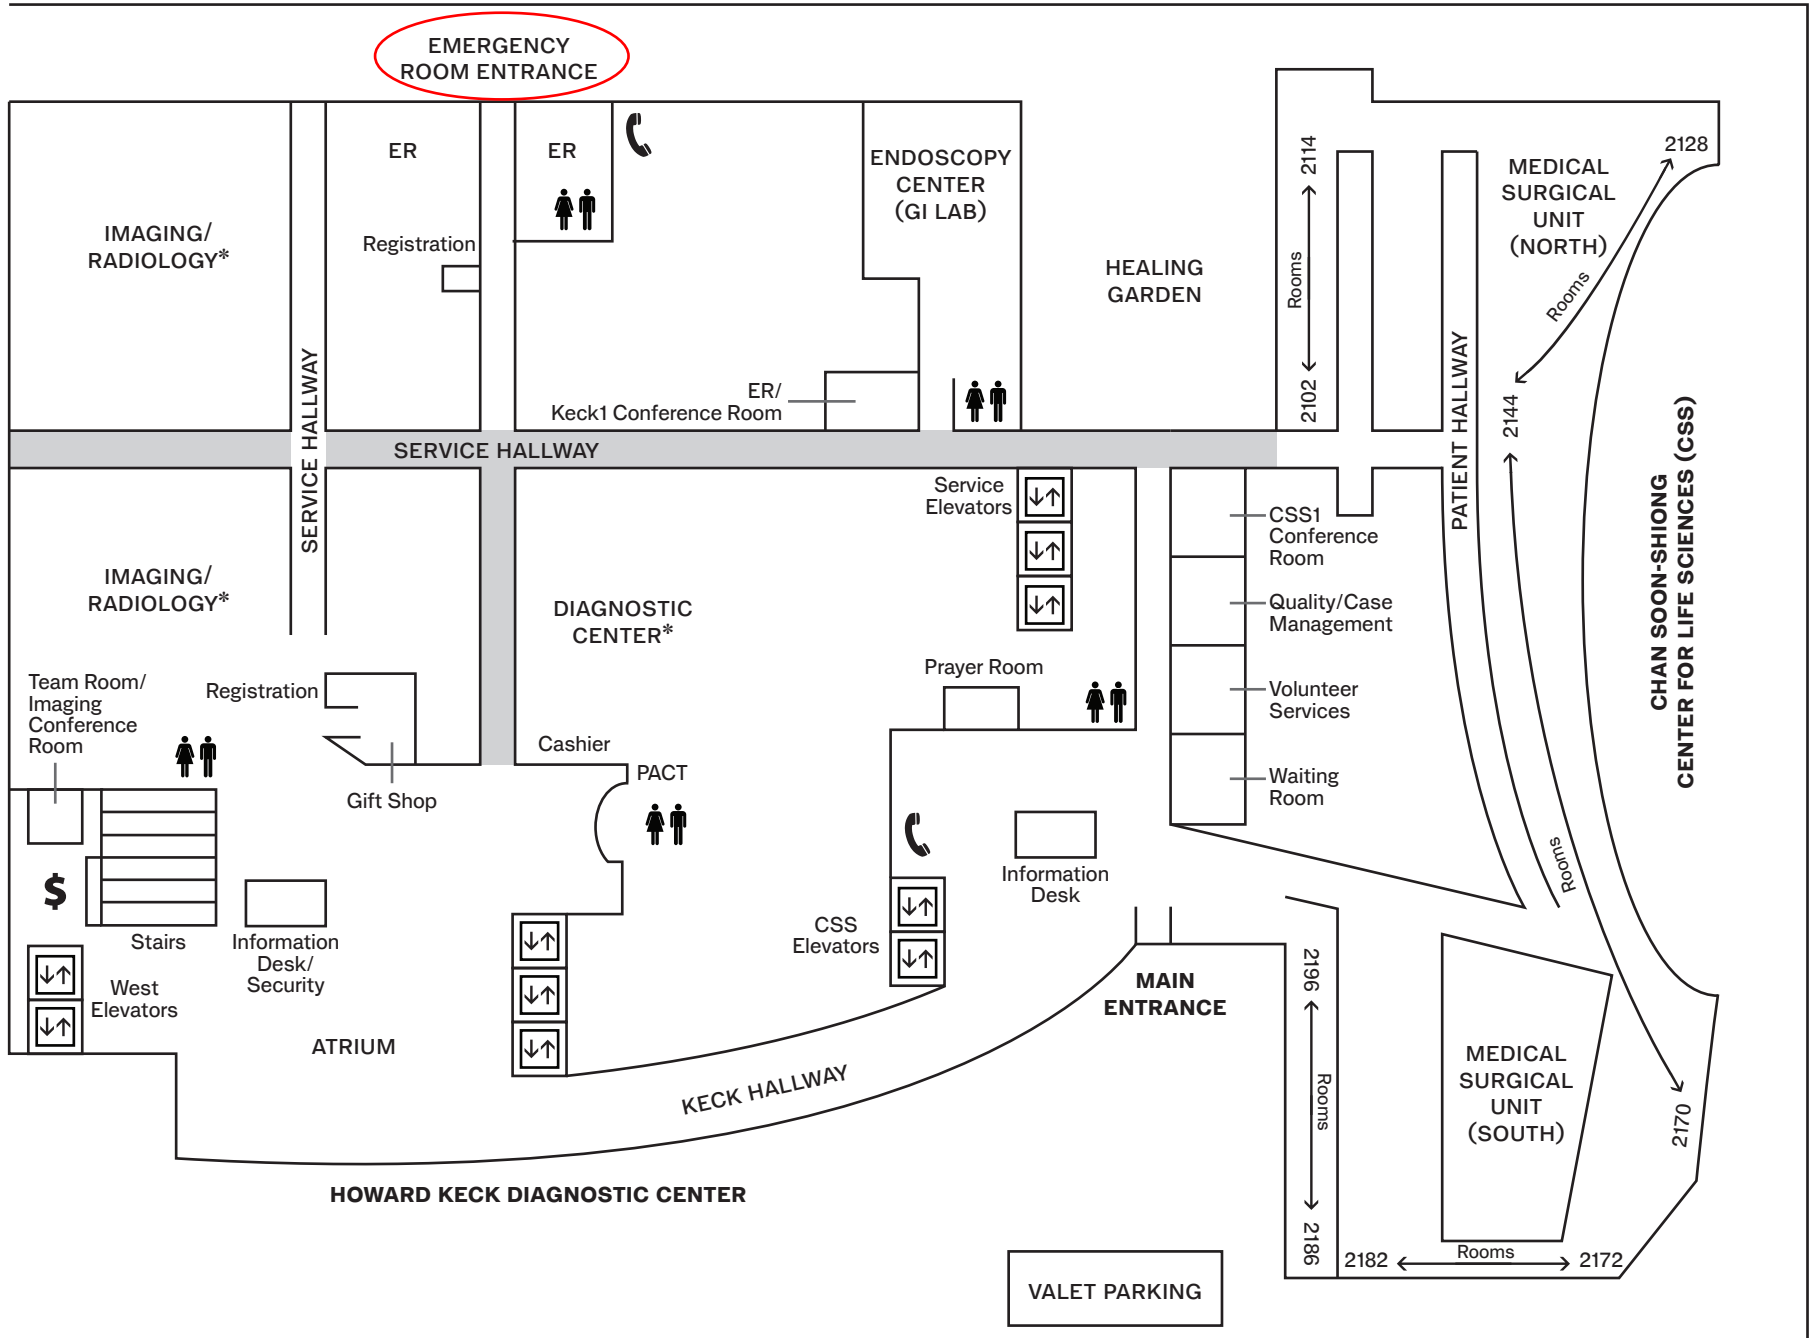 EMERGENCY
ROOM ENTRANCE
ER
ER
ENDOSCOPY
CENTER
(GI LAB)
IMAGING/
RADIOLOGY*
Registration
HEALING
GARDEN
2114
Rooms
2102
MEDICAL
SURGICAL
UNIT
(NORTH)
2128
Rooms
2144
ER/
Keck1 Conference Room
SERVICE HALLWAY
SERVICE HALLWAY
PATIENT HALLWAY
CHAN SOON-SHIONG
CENTER FOR LIFE SCIENCES (CSS)
Service
Elevators
CSS1
Conference
Room
IMAGING/
RADIOLOGY*
DIAGNOSTIC
CENTER*
Quality/Case
Management
Team Room/
Imaging
Conference
Room
Registration
Prayer Room
Volunteer
Services
Cashier
PACT
Gift Shop
Waiting
Room
$
Stairs
Information
Desk/
Security
West
Elevators
CSS
Elevators
Information
Desk
Rooms
MAIN
ENTRANCE
2196
Rooms
2186
ATRIUM
KECK HALLWAY
MEDICAL
SURGICAL
UNIT
(SOUTH)
2170
HOWARD KECK DIAGNOSTIC CENTER
2182
Rooms
2172
VALET PARKING